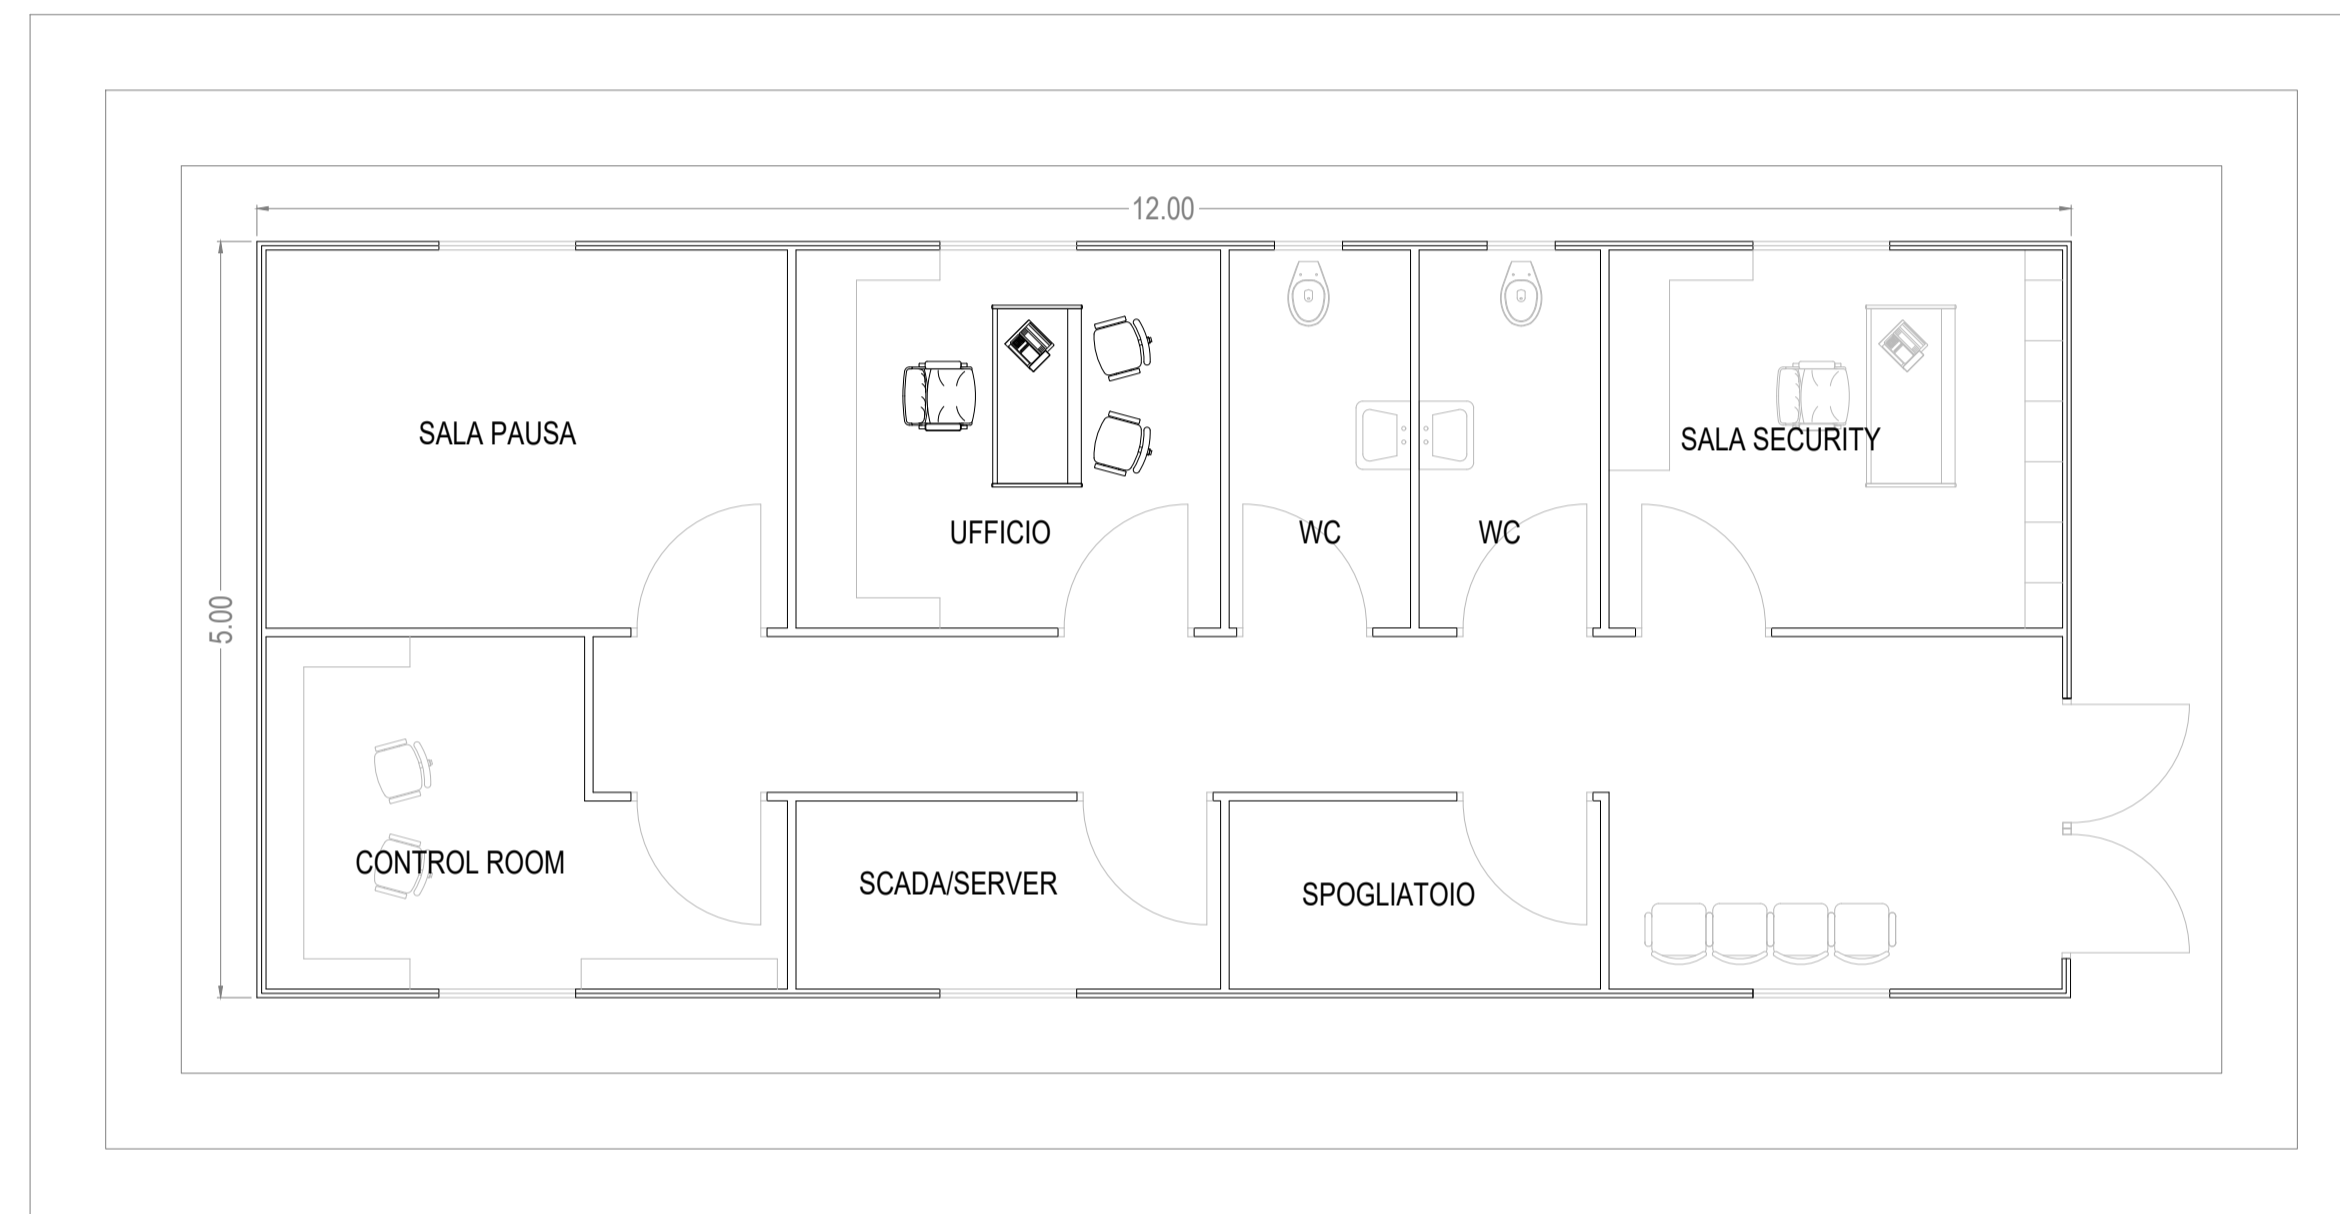 12.00
5.00
SALA PAUSA
UFFICIO
WC
WC
SALA SECURITY
CONTROL ROOM
SCADA/SERVER
SPOGLIATOIO